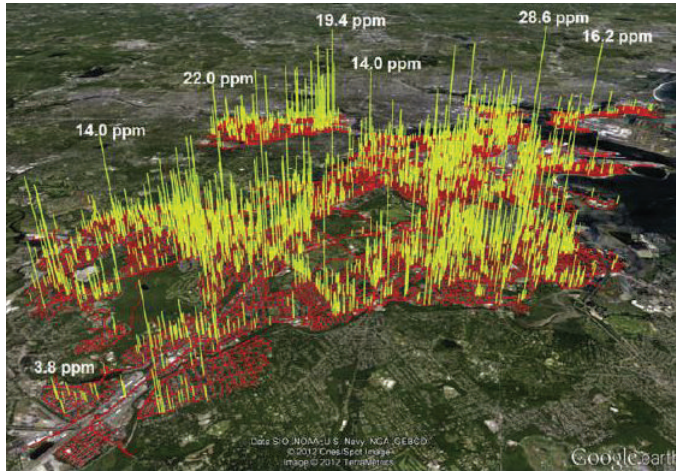 19.4 ppm
28.6 ppm
16.2 ppm
22.0 ppm
14.0 ppm
14.0 ppm
3.8 ppm
Data SIO, NOAA, U.S. Navy, NGA, GEBCO
© 2012 Cnes/Spot Image
Image © 2012 TerraMetrics
Google earth